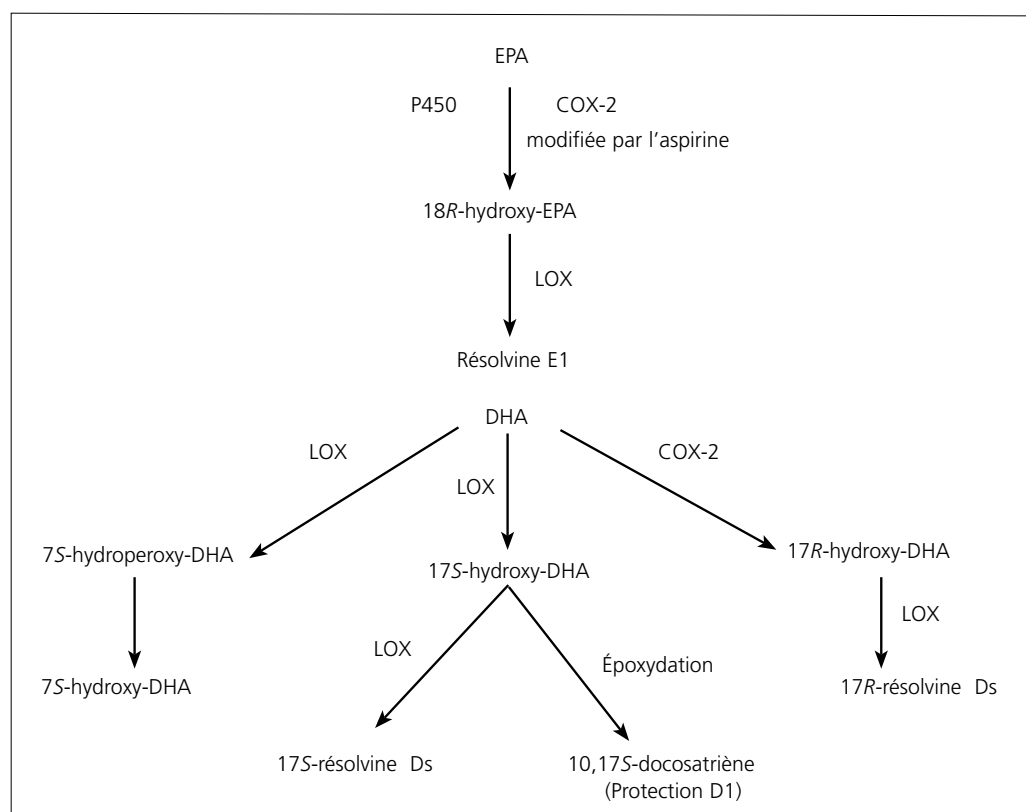 EPA
P450
COX-2
modifiée par l'aspirine
18R-hydroxy-EPA
LOX
Résolvine E1
DHA
LOX
LOX
COX-2
7S-hydroperoxy-DHA
17S-hydroxy-DHA
17R-hydroxy-DHA
LOX
Époxydation
LOX
7S-hydroxy-DHA
17R-résolvine Ds
17S-résolvine Ds
10,17S-docosatriène
(Protection D1)